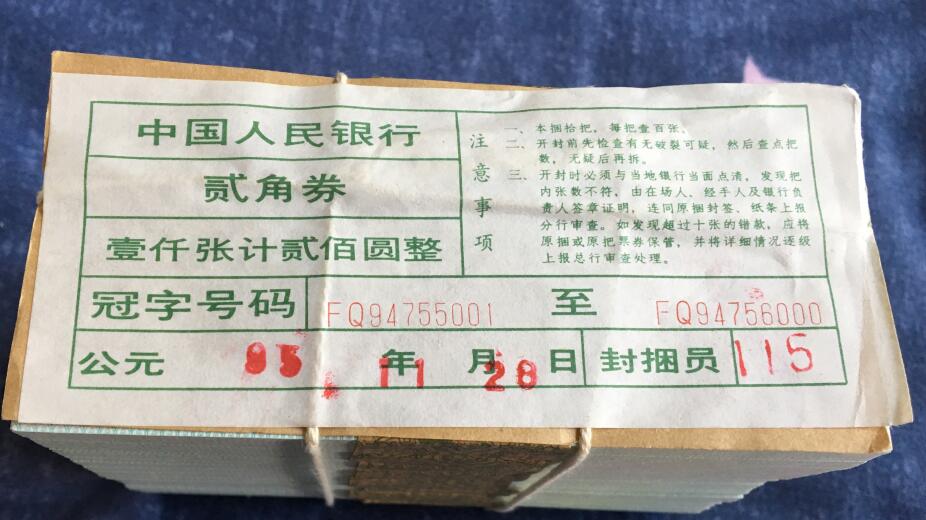 中国人民银行
贰角券
壹仟张计贰佰圆整
注意事项
一、本捆拾把，每把壹百张。
二、开封前先检查有无破裂可疑，然后查点把
数，无疑后再拆。
三、开封时必须与当地银行当面点清，发现把
内张数不符，由在场人、经手人及银行负
责人签章证明，连同原捆封签、纸条上报
分行审查。如发现超过十张的错款，应将
原捆或原把票券保管，并将详细情况逐级
上报总行审查处理。
冠字号码 FQ94755001 至 FQ94756000
公元 95 年 11 月 28 日 封捆员 115